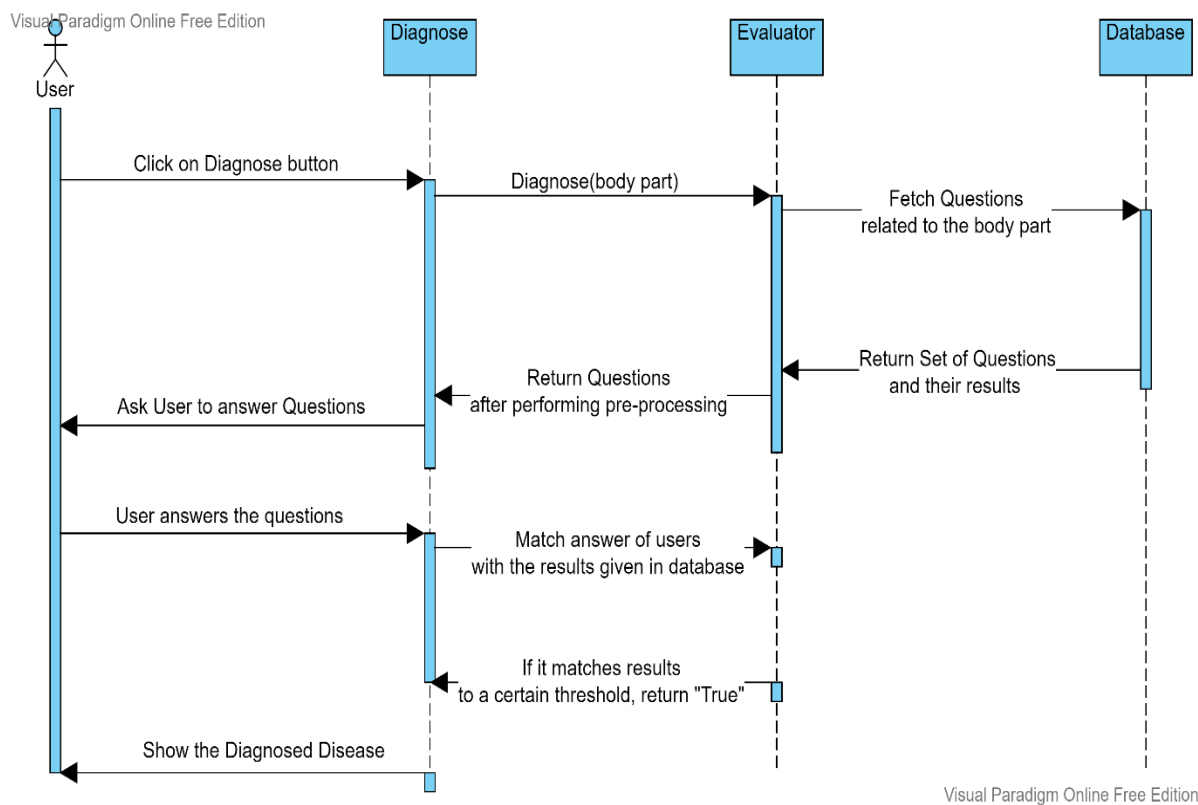 Visual Paradigm Online Free Edition
User
Diagnose
Evaluator
Database
Click on Diagnose button
Diagnose(body part)
Fetch Questions
related to the body part
Return Set of Questions
and their results
Return Questions
after performing pre-processing
Ask User to answer Questions
User answers the questions
Match answer of users
with the results given in database
If it matches results
to a certain threshold, return "True"
Show the Diagnosed Disease
Visual Paradigm Online Free Edition